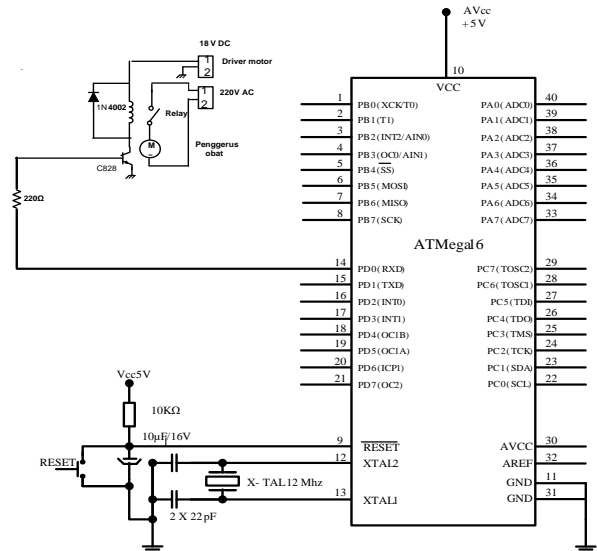 AVcc
+5V
18 V DC
1
2
Driver motor
220V AC
1
2
1N4002
Relay
M
~
Penggerus
obat
C828
220Ω
10
VCC
1 PB0(XCK/T0)
2 PB1(T1)
3 PB2(INT2/AIN0)
4 PB3(OC0/AIN1)
5 PB4(SS)
6 PB5(MOSI)
7 PB6(MISO)
8 PB7(SCK)
PA0(ADC0) 40
PA1(ADC1) 39
PA2(ADC2) 38
PA3(ADC3) 37
PA4(ADC4) 36
PA5(ADC5) 35
PA6(ADC6) 34
PA7(ADC7) 33
ATMega16
14 PD0(RXD)
15 PD1(TXD)
16 PD2(INT0)
17 PD3(INT1)
18 PD4(OC1B)
19 PD5(OC1A)
20 PD6(ICP1)
21 PD7(OC2)
PC7(TOSC2) 29
PC6(TOSC1) 28
PC5(TDI) 27
PC4(TDO) 26
PC3(TMS) 25
PC2(TCK) 24
PC1(SDA) 23
PC0(SCL) 22
Vcc5V
10KΩ
10µF/16V
RESET
9 RESET
12 XTAL2
13 XTAL1
X- TAL12 Mhz
2 X 22 pF
AVCC 30
AREF 32
GND 11
GND 31